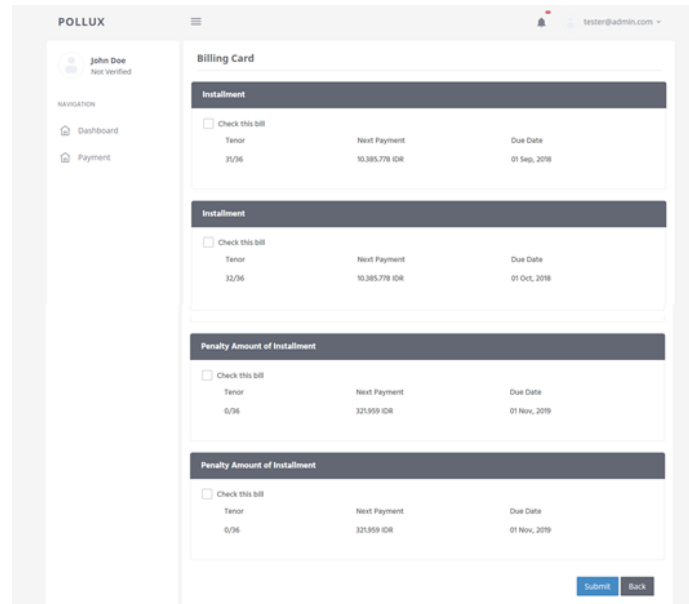 POLLUX
tester@admin.com
John Doe
Not Verified
NAVIGATION
Dashboard
Payment
Billing Card
Installment
Check this bill
Tenor Next Payment Due Date
31/36 10.385.778 IDR 01 Sep, 2018
Installment
Check this bill
Tenor Next Payment Due Date
32/36 10.385.778 IDR 01 Oct, 2018
Penalty Amount of Installment
Check this bill
Tenor Next Payment Due Date
0/36 321.959 IDR 01 Nov, 2019
Penalty Amount of Installment
Check this bill
Tenor Next Payment Due Date
0/36 321.959 IDR 01 Nov, 2019
Submit Back